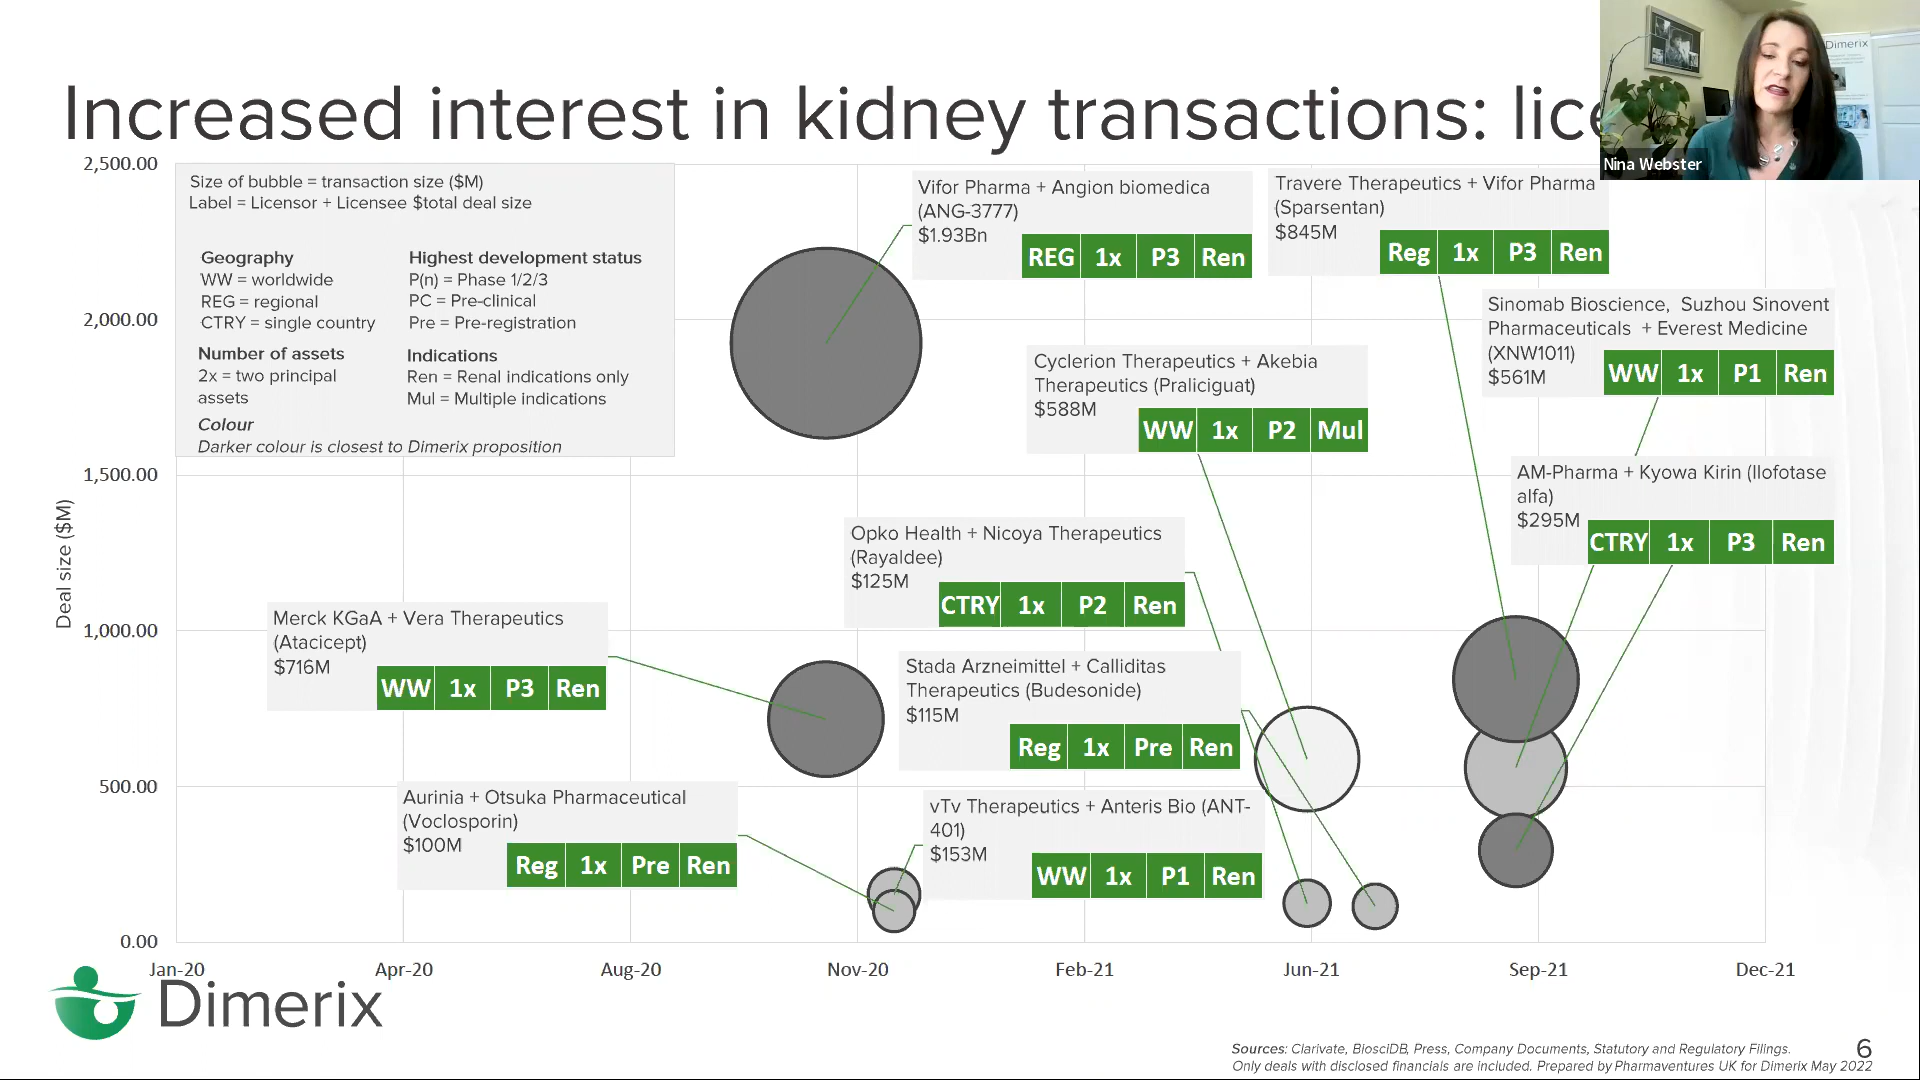 Increased interest in kidney transactions: lice
Dimerix
Nina Webster
2,500.00
2,000.00
1,500.00
1,000.00
500.00
0.00
Deal size ($M)
Size of bubble = transaction size ($M)
Label = Licensor + Licensee $total deal size
Geography
WW = worldwide
REG = regional
CTRY = single country
Number of assets
2x = two principal
assets
Colour
Darker colour is closest to Dimerix proposition
Highest development status
P(n) = Phase 1/2/3
PC = Pre-clinical
Pre = Pre-registration
Indications
Ren = Renal indications only
Mul = Multiple indications
Vifor Pharma + Angion biomedica
(ANG-3777)
$1.93Bn
REG 1x P3 Ren
Travere Therapeutics + Vifor Pharma
(Sparsentan)
$845M
Reg 1x P3 Ren
Sinomab Bioscience, Suzhou Sinovent
Pharmaceuticals + Everest Medicine
(XNW1011)
$561M
WW 1x P1 Ren
Cyclerion Therapeutics + Akebia
Therapeutics (Praliciguat)
$588M
WW 1x P2 Mul
AM-Pharma + Kyowa Kirin (Ilofotase
alfa)
$295M
CTRY 1x P3 Ren
Opko Health + Nicoya Therapeutics
(Rayaldee)
$125M
CTRY 1x P2 Ren
Merck KGaA + Vera Therapeutics
(Atacicept)
$716M
WW 1x P3 Ren
Stada Arzneimittel + Calliditas
Therapeutics (Budesonide)
$115M
Reg 1x Pre Ren
Aurinia + Otsuka Pharmaceutical
(Voclosporin)
$100M
Reg 1x Pre Ren
vTv Therapeutics + Anteris Bio (ANT-
401)
$153M
WW 1x P1 Ren
Jan-20 Apr-20 Aug-20 Nov-20 Feb-21 Jun-21 Sep-21 Dec-21
Dimerix
Sources: Clarivate, BiosciDB, Press, Company Documents, Statutory and Regulatory Filings.
Only deals with disclosed financials are included. Prepared by Pharmaventures UK for Dimerix May 2022
6